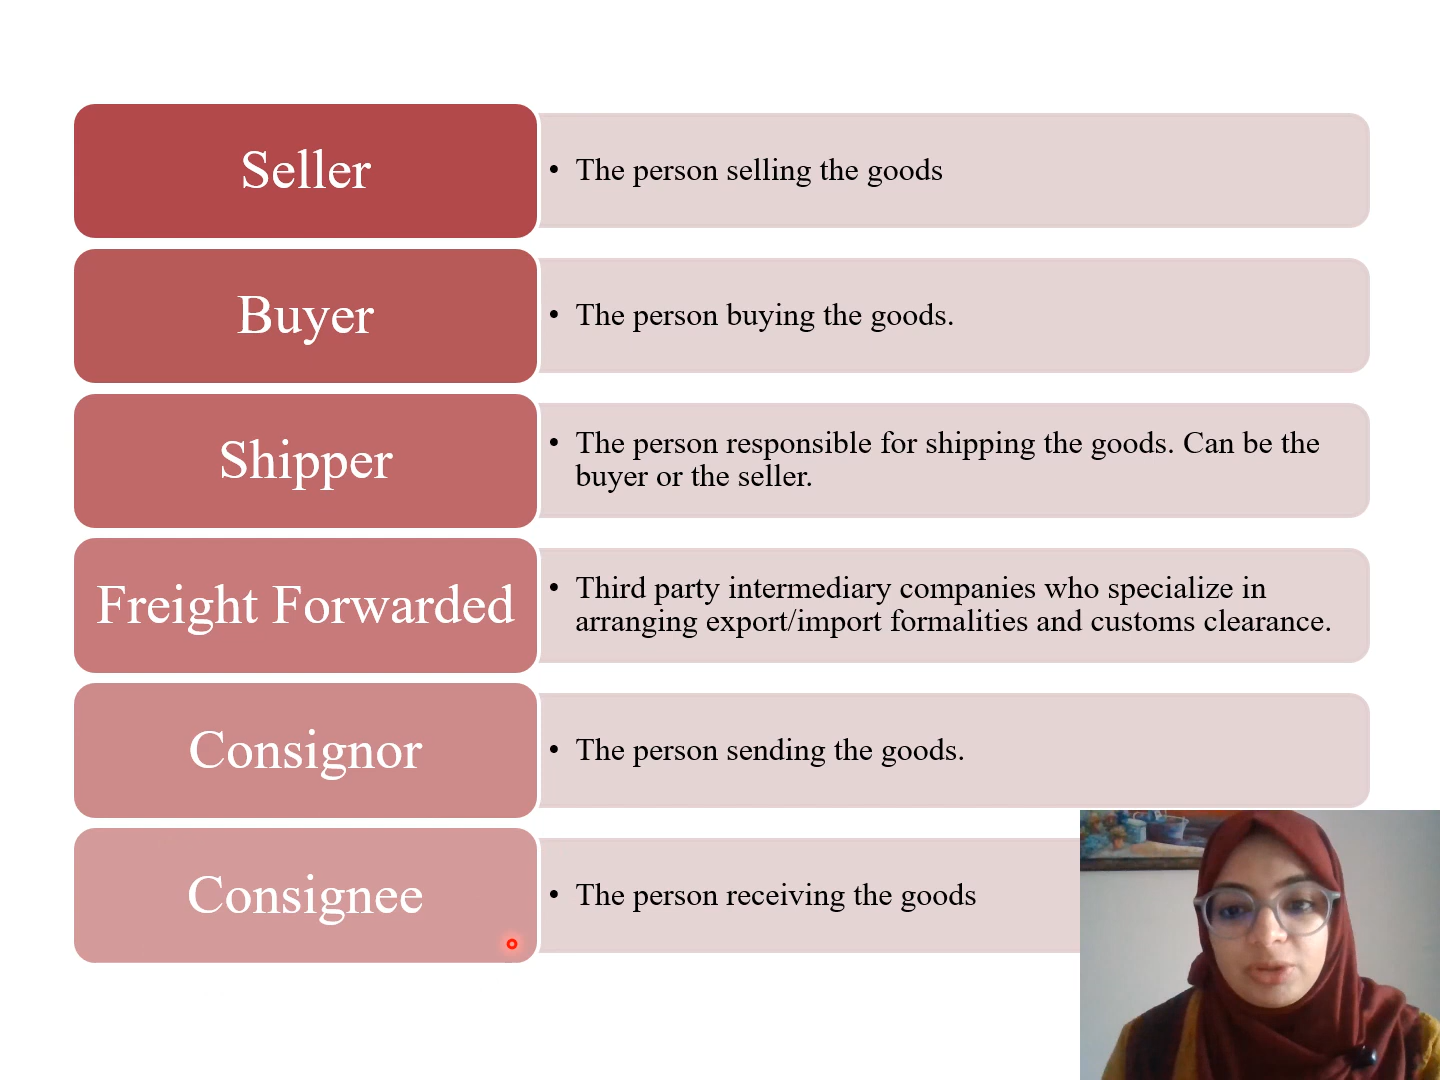 Seller
• The person selling the goods
Buyer
• The person buying the goods.
Shipper
• The person responsible for shipping the goods. Can be the
buyer or the seller.
Freight Forwarded
• Third party intermediary companies who specialize in
arranging export/import formalities and customs clearance.
Consignor
• The person sending the goods.
Consignee
• The person receiving the goods